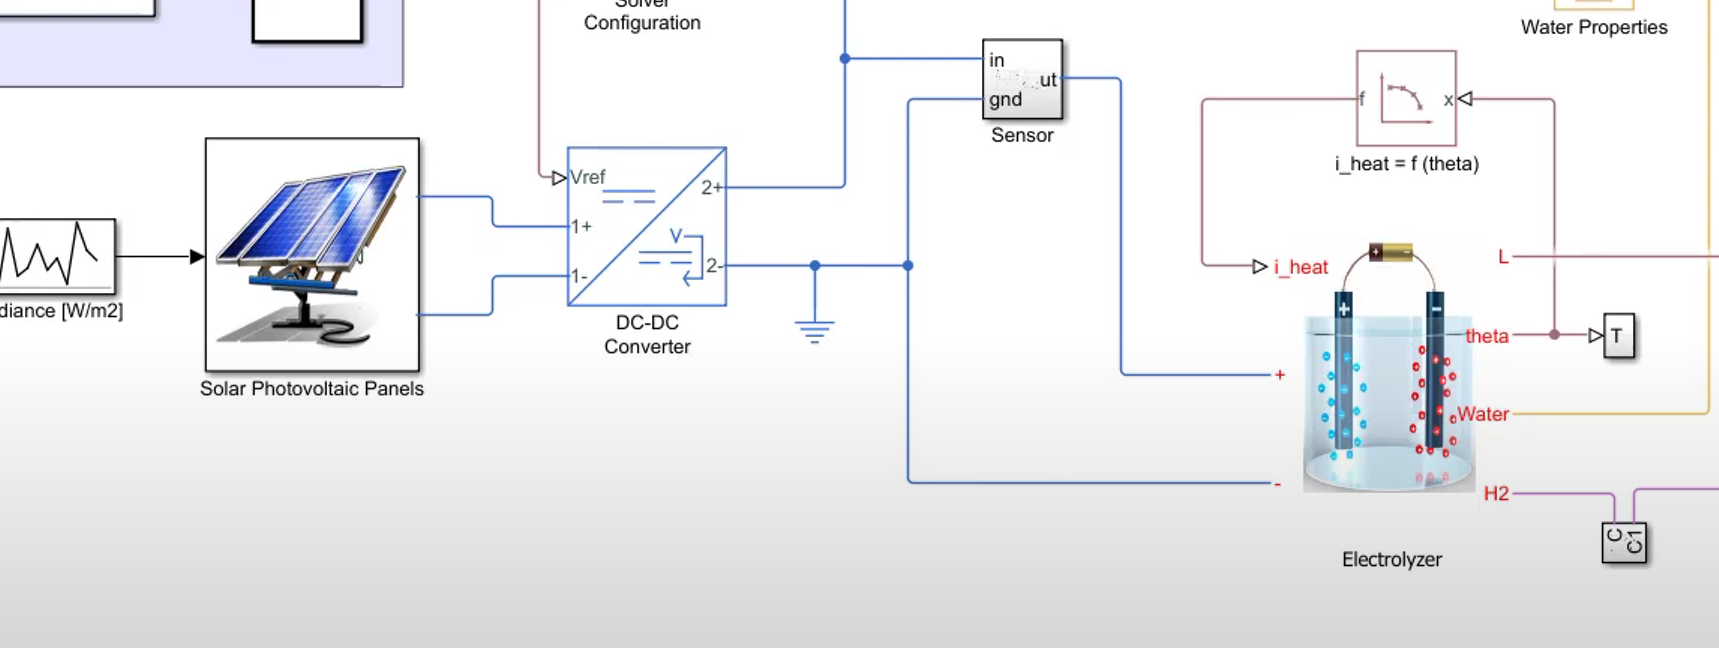 Configuration
Water Properties
in
ut
gnd
Sensor
f
x
i_heat = f (theta)
Vref
2+
1+
V
2-
1-
diance [W/m2]
DC-DC
Converter
Solar Photovoltaic Panels
i_heat
+
-
L
+
-
theta
T
+
Water
-
H2
C
C1
Electrolyzer